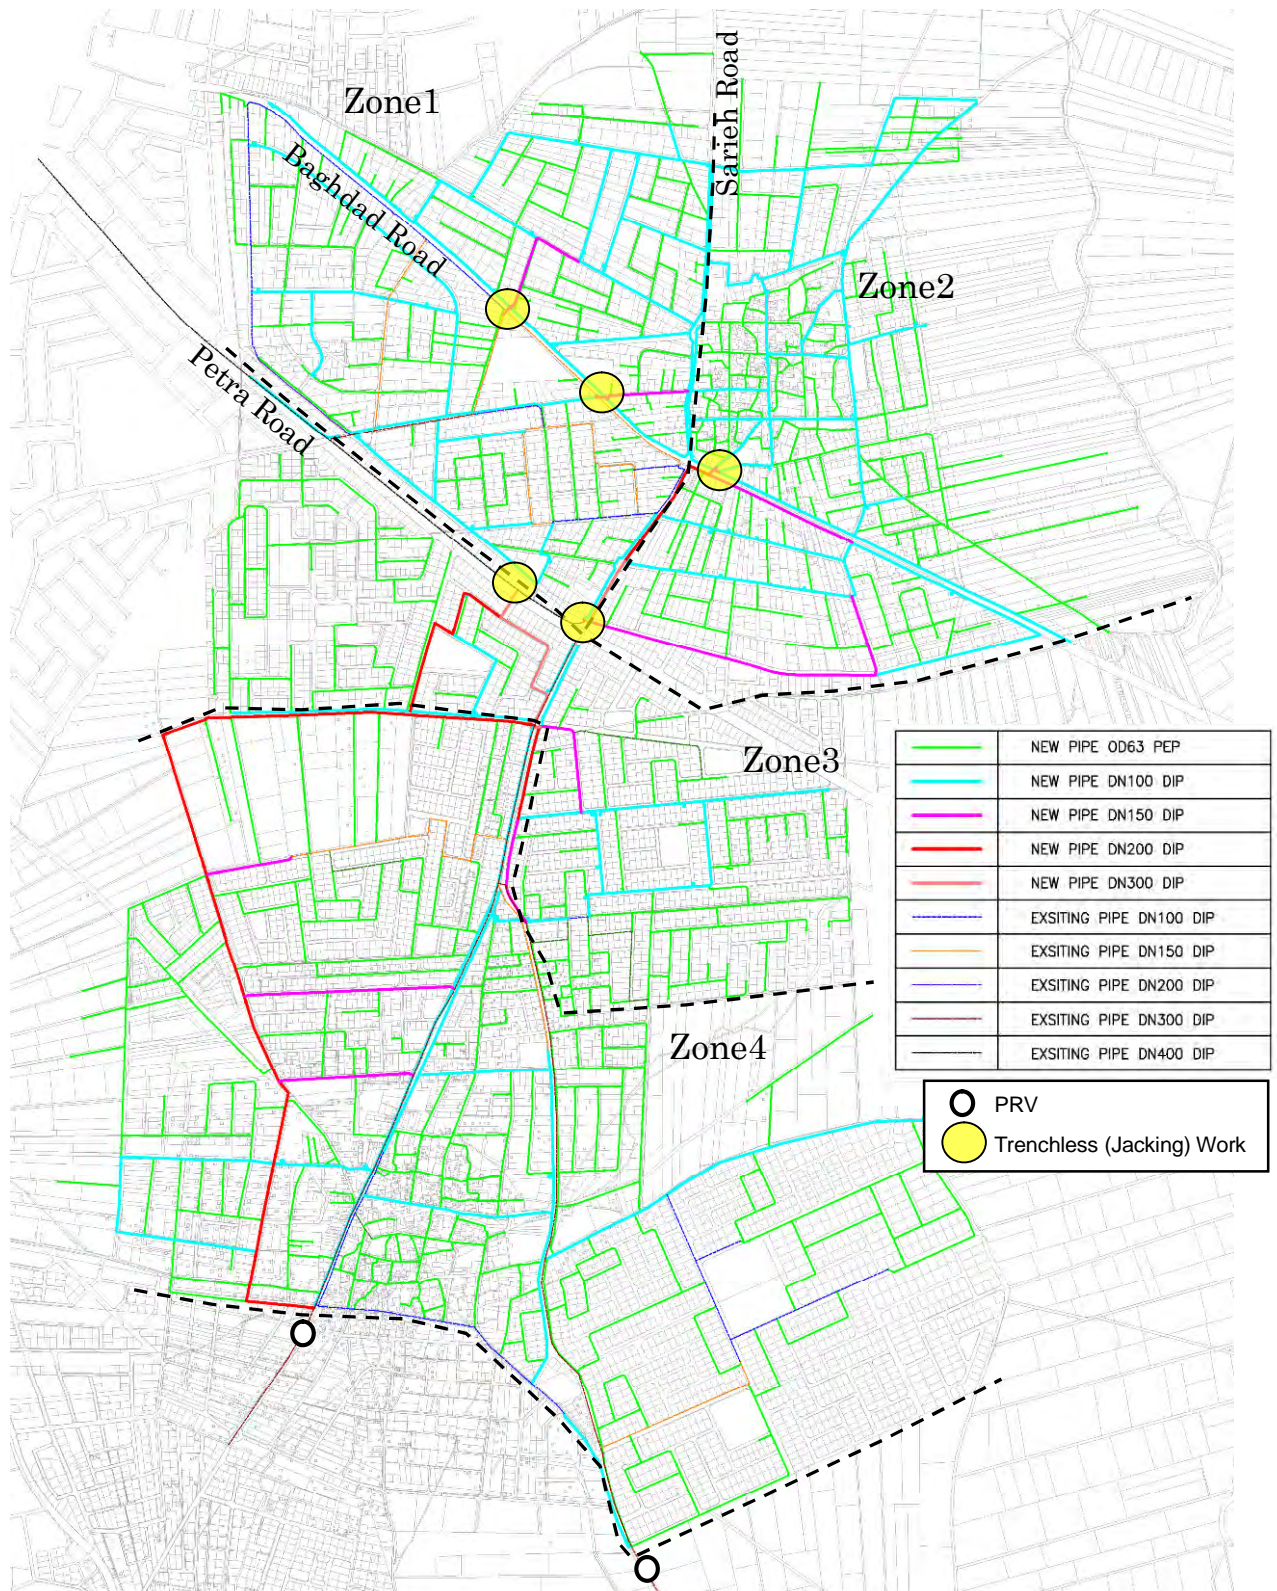 Zone1
Sarieh Road
Baghdad Road
Zone2
Petra Road
Zone3
NEW PIPE OD63 PEP
NEW PIPE DN100 DIP
NEW PIPE DN150 DIP
NEW PIPE DN200 DIP
NEW PIPE DN300 DIP
EXSITING PIPE DN100 DIP
EXSITING PIPE DN150 DIP
EXSITING PIPE DN200 DIP
EXSITING PIPE DN300 DIP
EXSITING PIPE DN400 DIP
Zone4
PRV
Trenchless (Jacking) Work